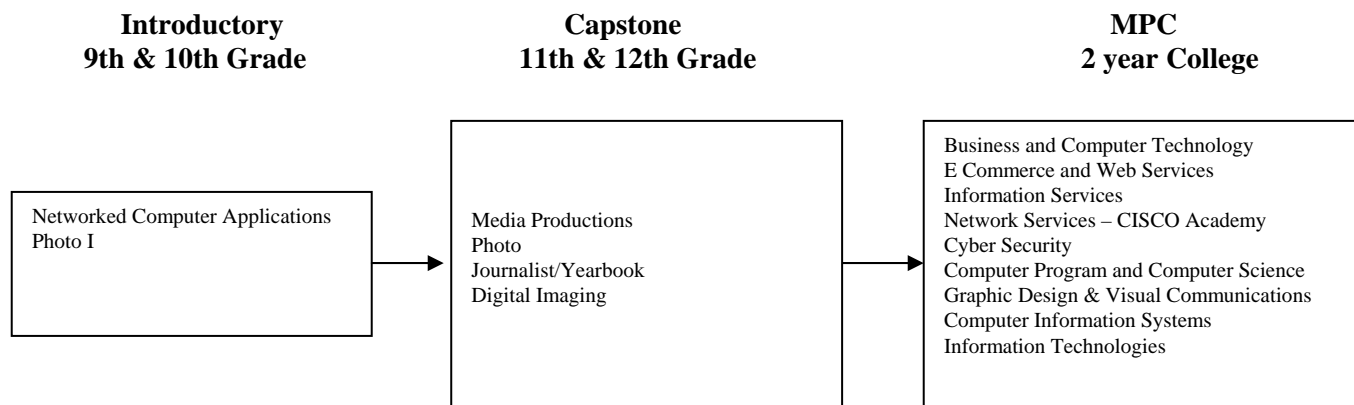 Introductory
9th & 10th Grade
Capstone
11th & 12th Grade
MPC
2 year College
Networked Computer Applications
Photo I
Media Productions
Photo
Journalist/Yearbook
Digital Imaging
Business and Computer Technology
E Commerce and Web Services
Information Services
Network Services – CISCO Academy
Cyber Security
Computer Program and Computer Science
Graphic Design & Visual Communications
Computer Information Systems
Information Technologies